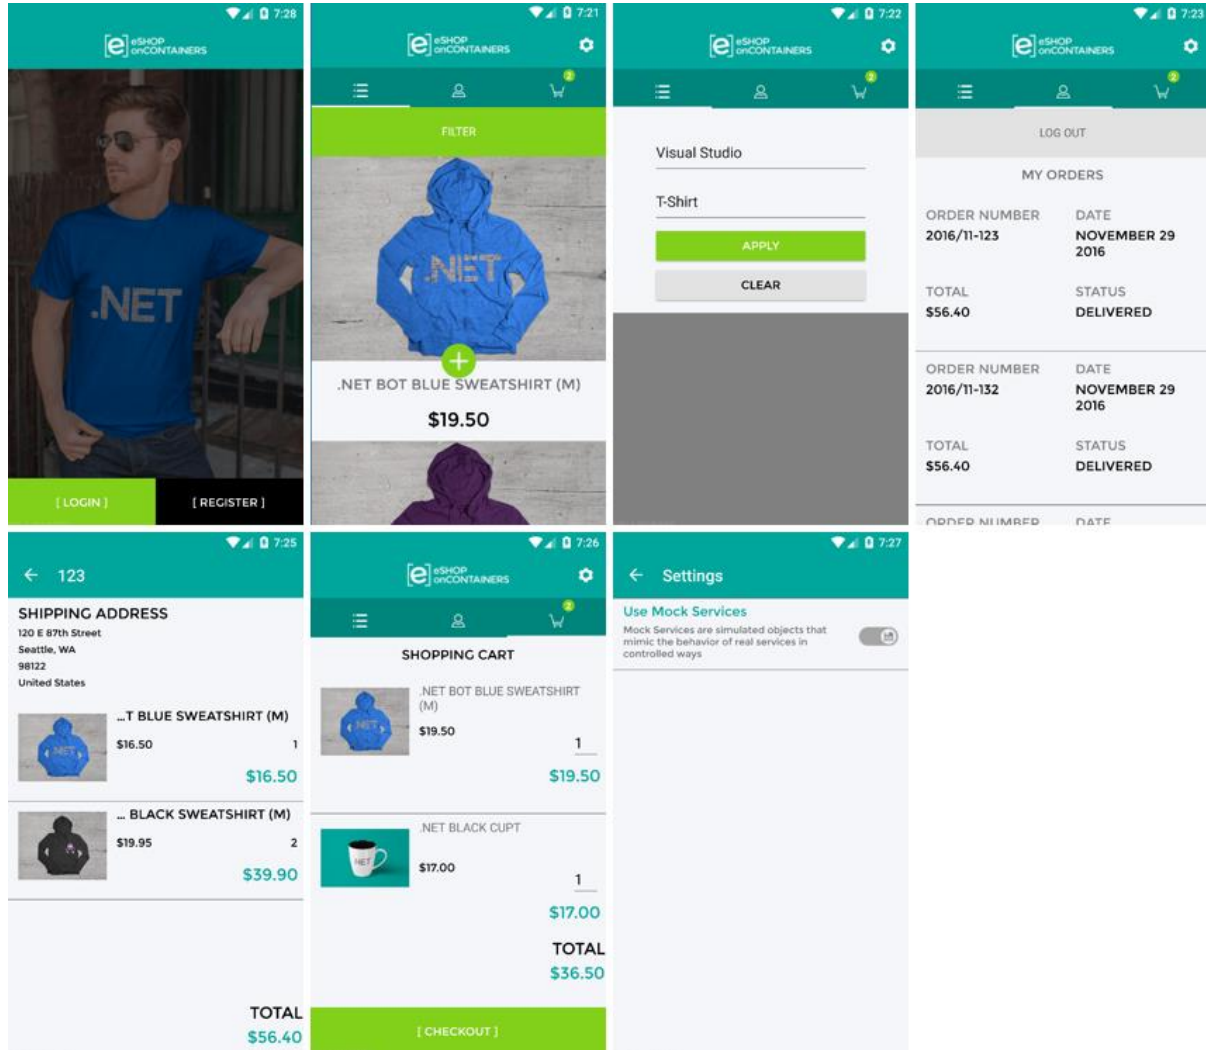 7:28
[e] eSHOP
onCONTAINERS
.NET
[ LOGIN ]
[ REGISTER ]
7:21
[e] eSHOP
onCONTAINERS
2
FILTER
.NET
.NET BOT BLUE SWEATSHIRT (M)
$19.50
7:22
[e] eSHOP
onCONTAINERS
2
Visual Studio
T-Shirt
APPLY
CLEAR
7:23
[e] eSHOP
onCONTAINERS
2
LOG OUT
MY ORDERS
ORDER NUMBER
2016/11-123
DATE
NOVEMBER 29
2016
TOTAL
$56.40
STATUS
DELIVERED
ORDER NUMBER
2016/11-132
DATE
NOVEMBER 29
2016
TOTAL
$56.40
STATUS
DELIVERED
ORDER NUMBER
DATE
7:25
123
SHIPPING ADDRESS
120 E 87th Street
Seattle, WA
98122
United States
...T BLUE SWEATSHIRT (M)
.NET
$16.50
1
$16.50
... BLACK SWEATSHIRT (M)
$19.95
2
$39.90
TOTAL
$56.40
7:26
[e] eSHOP
onCONTAINERS
2
SHOPPING CART
.NET BOT BLUE SWEATSHIRT
(M)
.NET
$19.50
1
$19.50
.NET BLACK CUPT
.NET
$17.00
1
$17.00
TOTAL
$36.50
[ CHECKOUT ]
7:27
Settings
Use Mock Services
Mock Services are simulated objects that
mimic the behavior of real services in
controlled ways